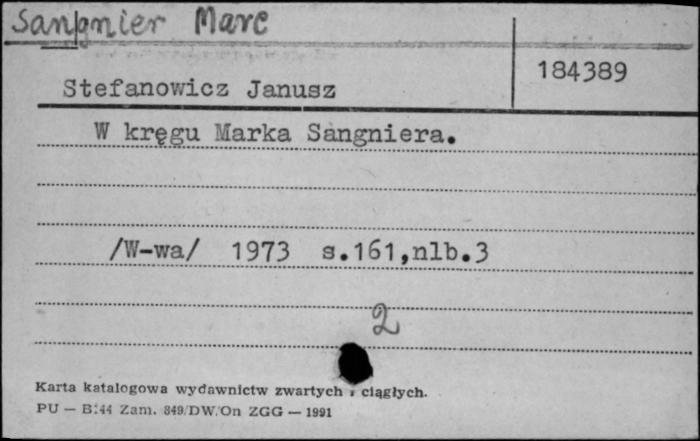 Sangnier Marc
184389
Stefanowicz Janusz
W kręgu Marka Sangniera.
/W-wa/ 1973 s.161,nlb.3
2
Karta katalogowa wydawnictw zwartych i ciągłych.
PU — B.44 Zam. 849/DW/On ZGG — 1991